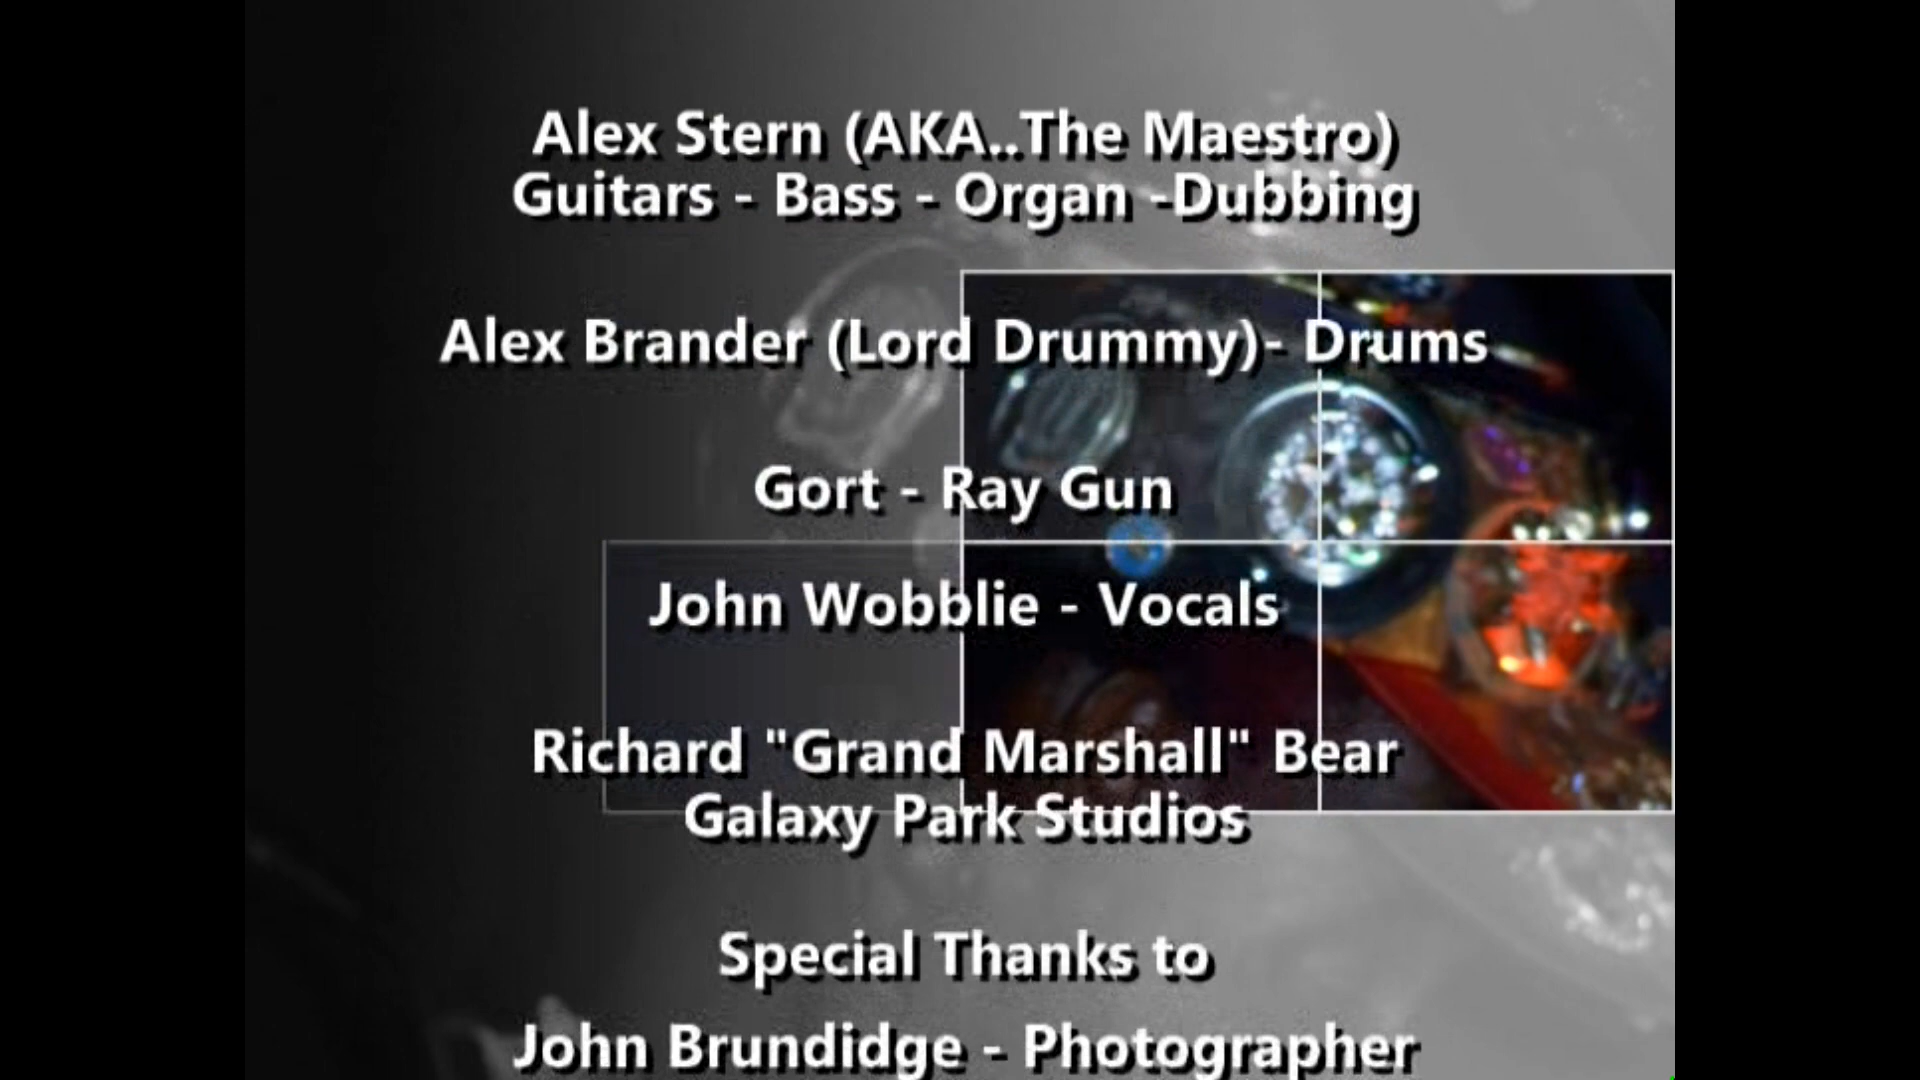 Alex Stern (AKA..The Maestro)
Guitars - Bass - Organ -Dubbing
Alex Brander (Lord Drummy)- Drums
Gort - Ray Gun
John Wobblie - Vocals
Richard "Grand Marshall" Bear
Galaxy Park Studios
Special Thanks to
John Brundidge - Photographer